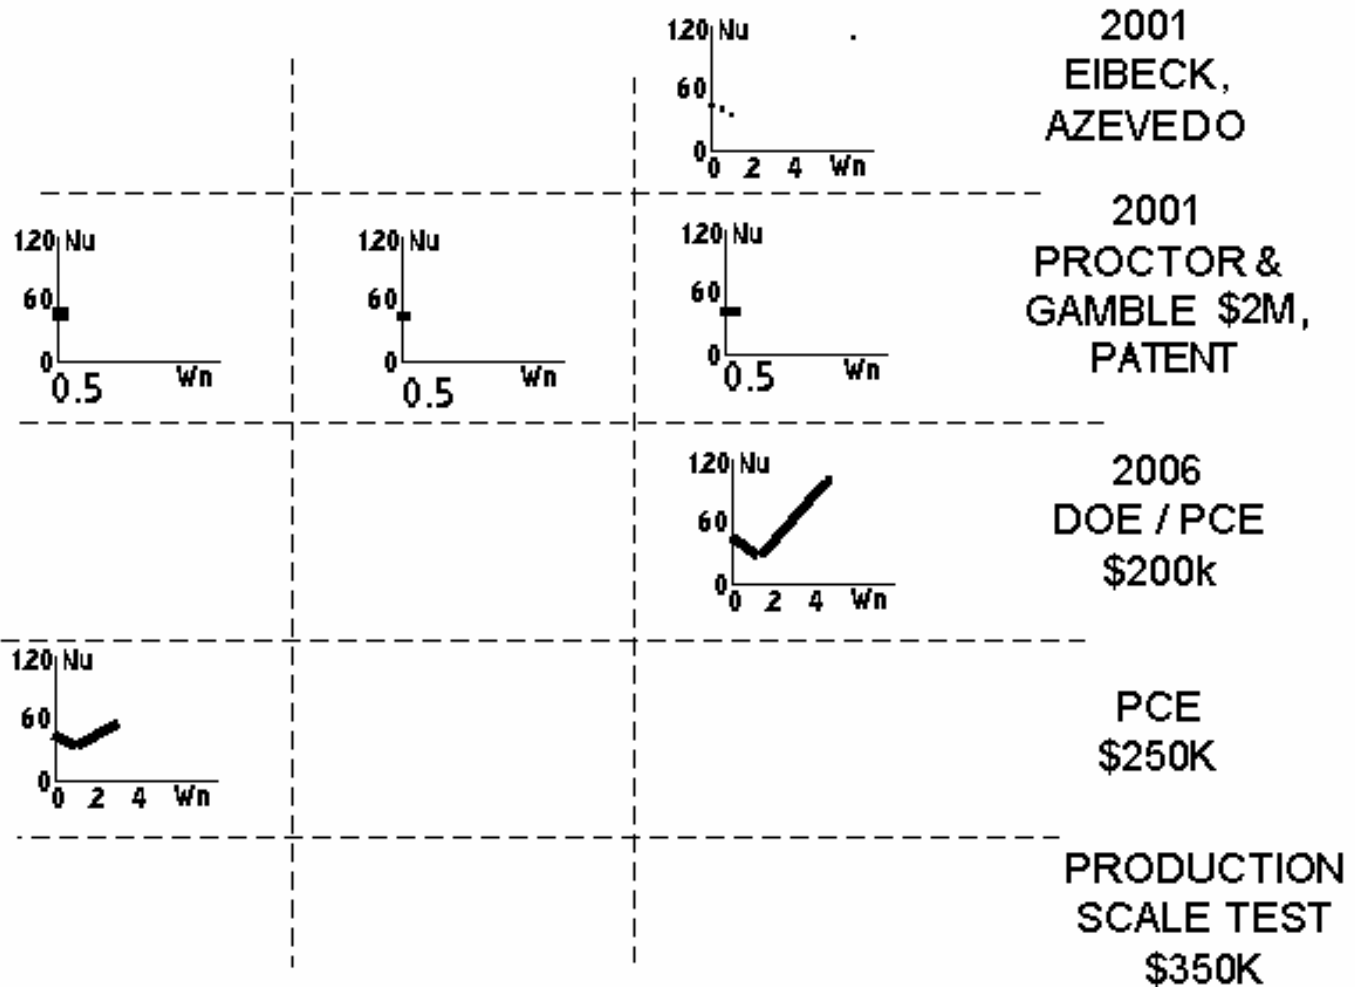 120 Nu
60
0
0 2 4 Wn
2001
EIBECK,
AZEVEDO
120 Nu
60
0
Wn
0.5
120 Nu
60
0
Wn
0.5
120 Nu
60
0
Wn
0.5
2001
PROCTOR &
GAMBLE $2M,
PATENT
120 Nu
60
0
0 2 4 Wn
2006
DOE / PCE
$200k
120 Nu
60
0
0 2 4 Wn
PCE
$250K
PRODUCTION
SCALE TEST
$350K